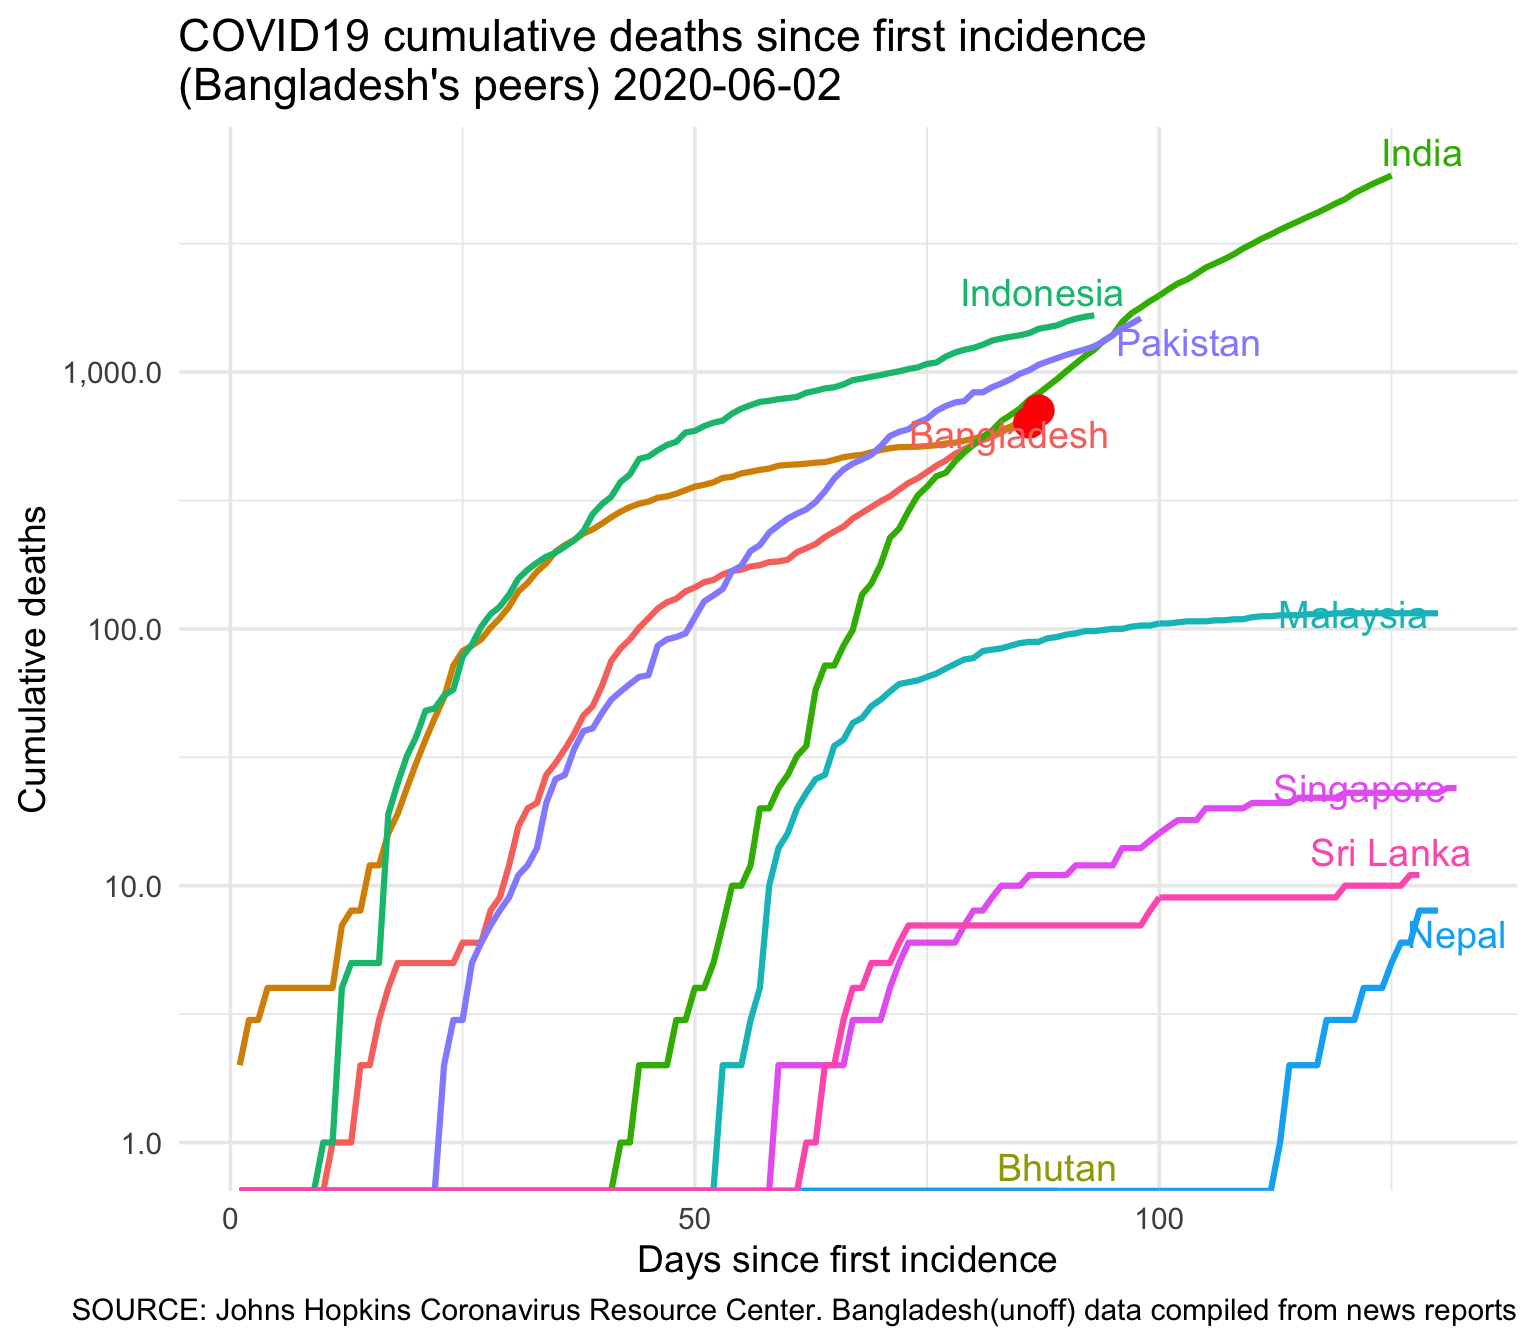 COVID19 cumulative deaths since first incidence
(Bangladesh's peers) 2020-06-02
India
Indonesia
Pakistan
1,000.0
Bangladesh
Malaysia
100.0
Cumulative deaths
Singapore
Sri Lanka
10.0
Nepal
1.0
Bhutan
0
50
100
Days since first incidence
SOURCE: Johns Hopkins Coronavirus Resource Center. Bangladesh(unoff) data compiled from news reports